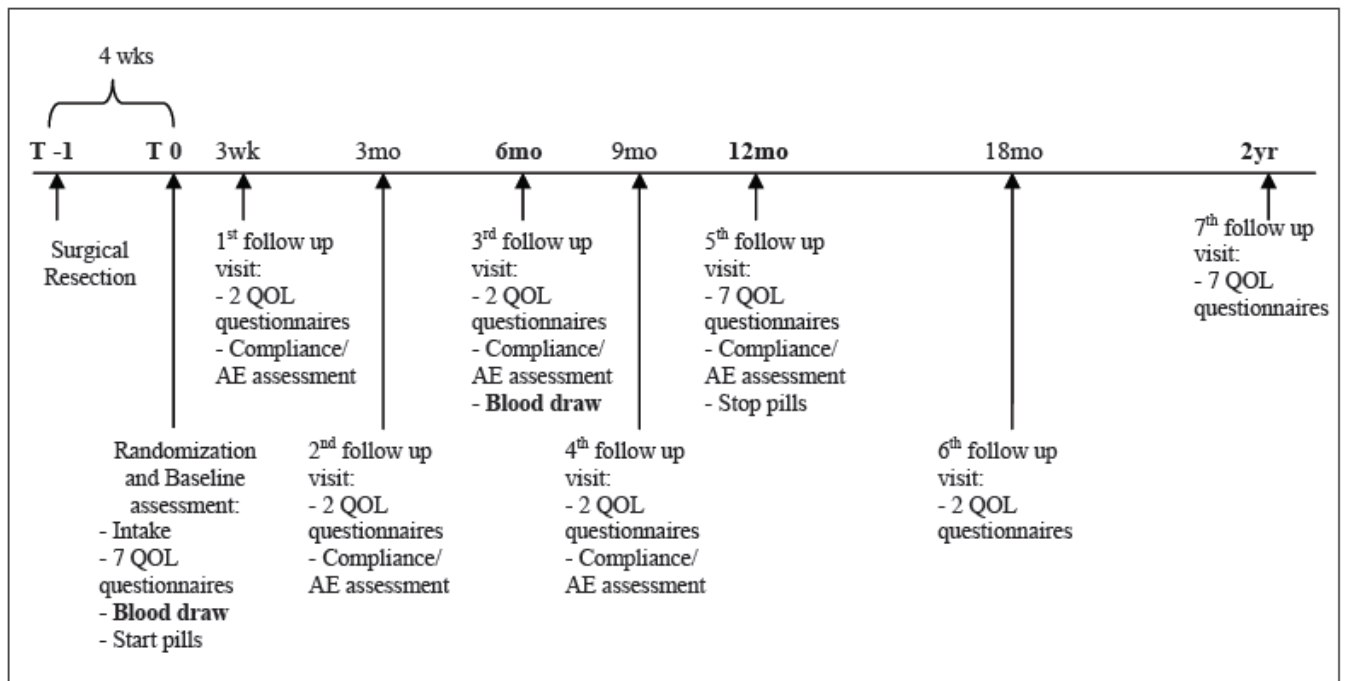 4 wks
T -1 T 0 3wk 3mo 6mo 9mo 12mo 18mo 2yr
Surgical
Resection
1st follow up
visit:
- 2 QOL
questionnaires
- Compliance/
AE assessment
3rd follow up
visit:
- 2 QOL
questionnaires
- Compliance/
AE assessment
- Blood draw
5th follow up
visit:
- 7 QOL
questionnaires
- Compliance/
AE assessment
- Stop pills
7th follow up
visit:
- 7 QOL
questionnaires
Randomization
and Baseline
assessment:
- Intake
- 7 QOL
questionnaires
- Blood draw
- Start pills
2nd follow up
visit:
- 2 QOL
questionnaires
- Compliance/
AE assessment
4th follow up
visit:
- 2 QOL
questionnaires
- Compliance/
AE assessment
6th follow up
visit:
- 2 QOL
questionnaires